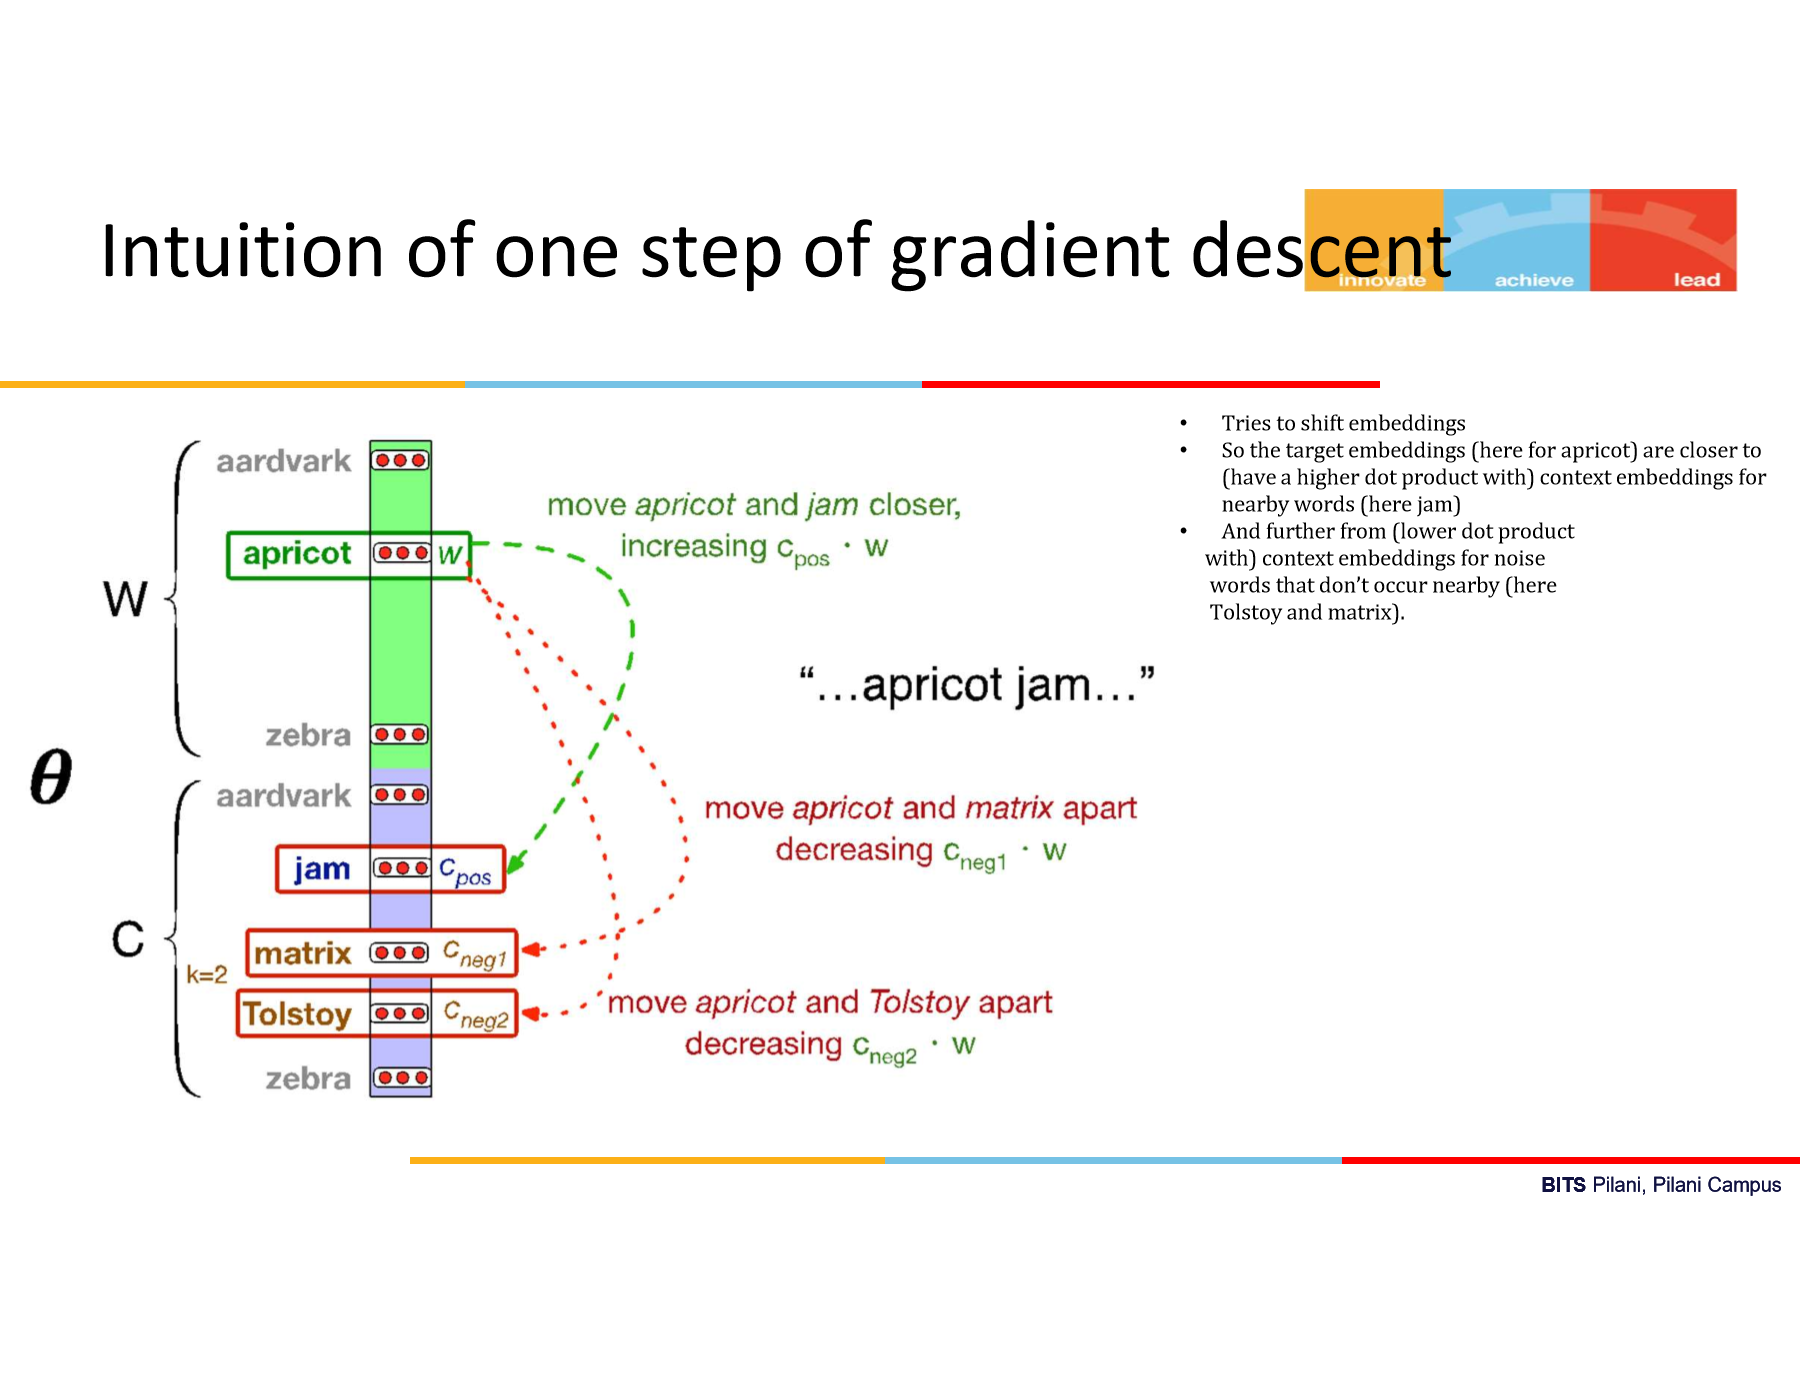 Intuition of one step of gradient descent
innovate achieve lead
• Tries to shift embeddings
• So the target embeddings (here for apricot) are closer to
(have a higher dot product with) context embeddings for
nearby words (here jam)
• And further from (lower dot product
with) context embeddings for noise
words that don’t occur nearby (here
Tolstoy and matrix).
θ
W
aardvark
apricot w
zebra
move apricot and jam closer,
increasing cpos · w
“…apricot jam…”
C
aardvark
jam cpos
matrix cneg1
k=2
Tolstoy cneg2
zebra
move apricot and matrix apart
decreasing cneg1 · w
move apricot and Tolstoy apart
decreasing cneg2 · w
BITS Pilani, Pilani Campus